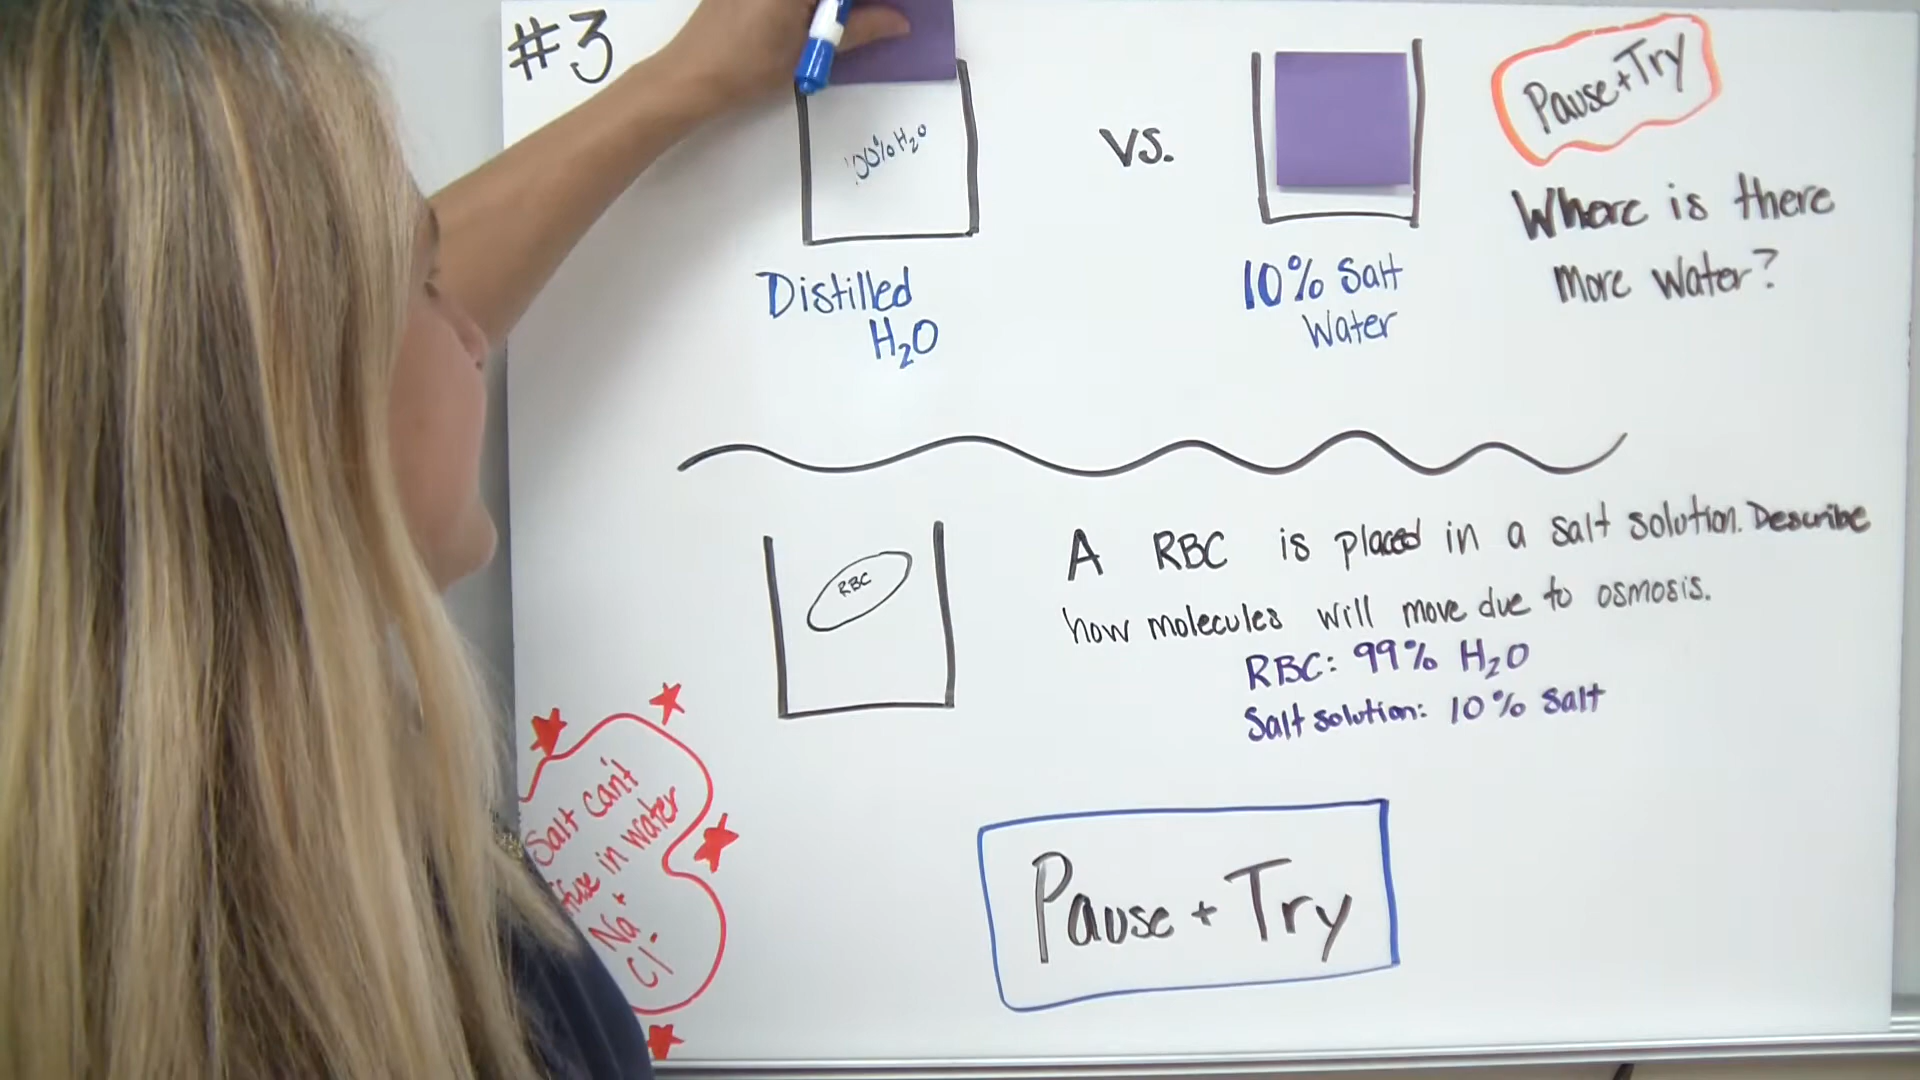 #3
100% H₂O
Distilled
H₂O
vs.
10% Salt
Water
Pause + Try
Where is there
More Water?
RBC
A RBC is placed in a salt solution. Describe
how molecules will move due to osmosis.
RBC: 99% H₂O
Salt solution: 10% Salt
Salt can't
in water
Na⁺
Cl⁻
Pause + Try